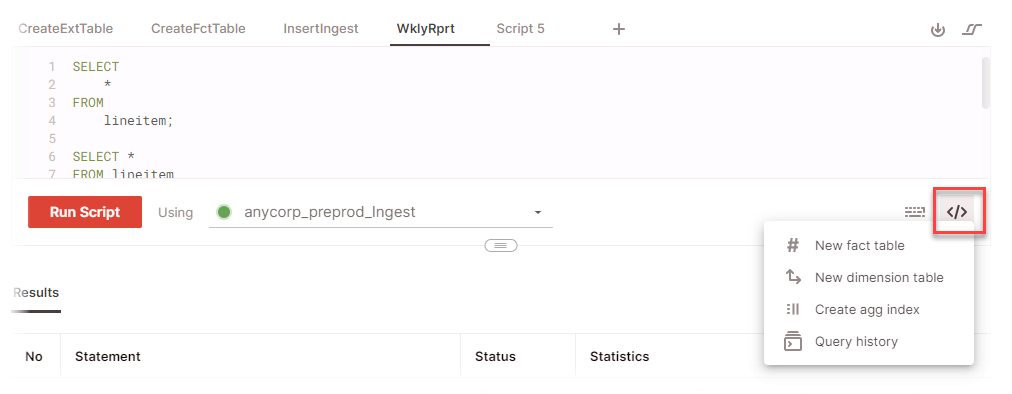 CreateExtTable CreateFctTable InsertIngest WklyRprt Script 5 +
1 SELECT
2 *
3 FROM
4 lineitem;
5
6 SELECT *
7 FROM lineitem
Run Script Using anycorp_preprod_Ingest </>
# New fact table
New dimension table
Create agg index
Query history
Results
No Statement Status Statistics